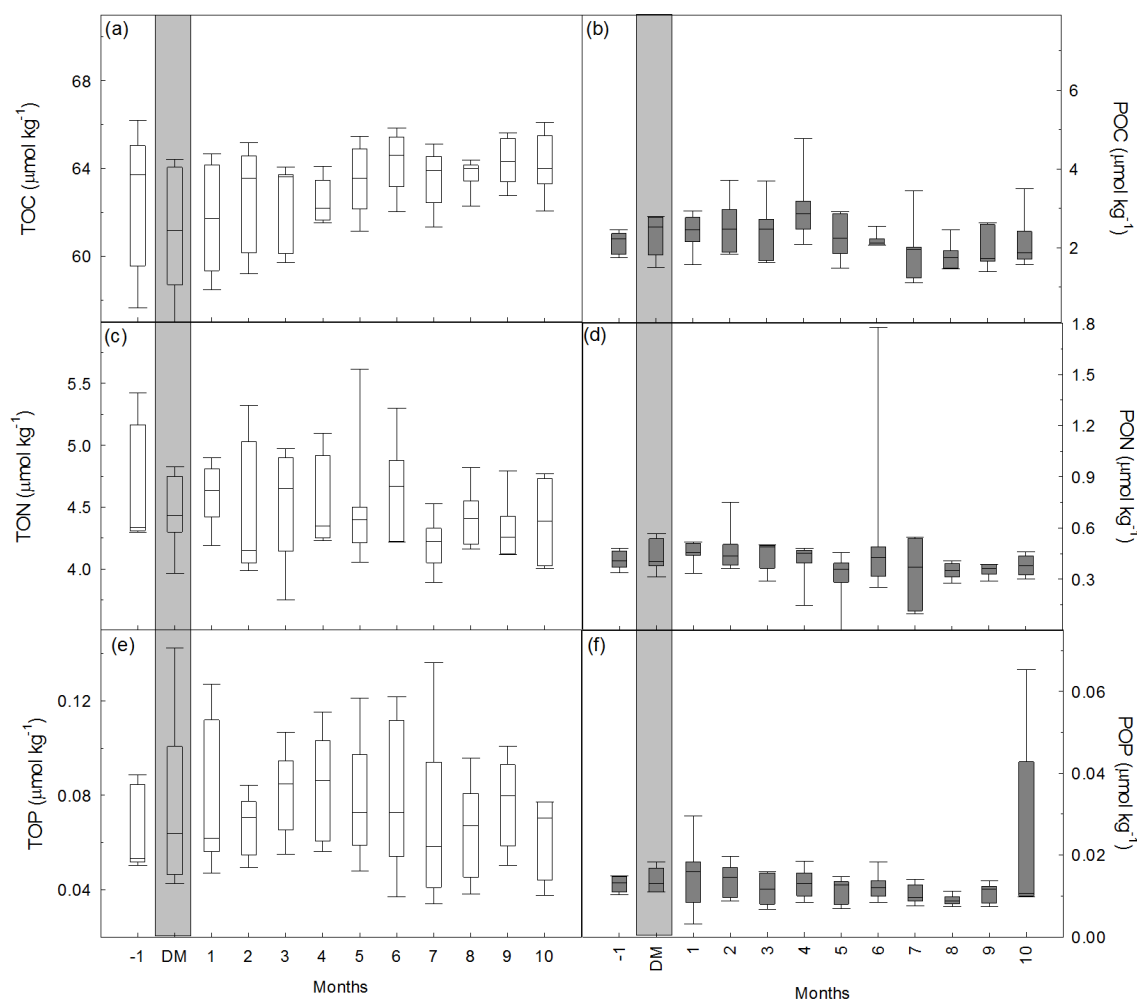 (a)
TOC (μmol kg⁻¹)
68
64
60
(b)
POC (μmol kg⁻¹)
6
4
2
(c)
TON (μmol kg⁻¹)
5.5
5.0
4.5
4.0
(d)
PON (μmol kg⁻¹)
1.8
1.5
1.2
0.9
0.6
0.3
(e)
TOP (μmol kg⁻¹)
0.12
0.08
0.04
(f)
POP (μmol kg⁻¹)
0.06
0.04
0.02
0.00
-1 DM 1 2 3 4 5 6 7 8 9 10
Months
-1 DM 1 2 3 4 5 6 7 8 9 10
Months